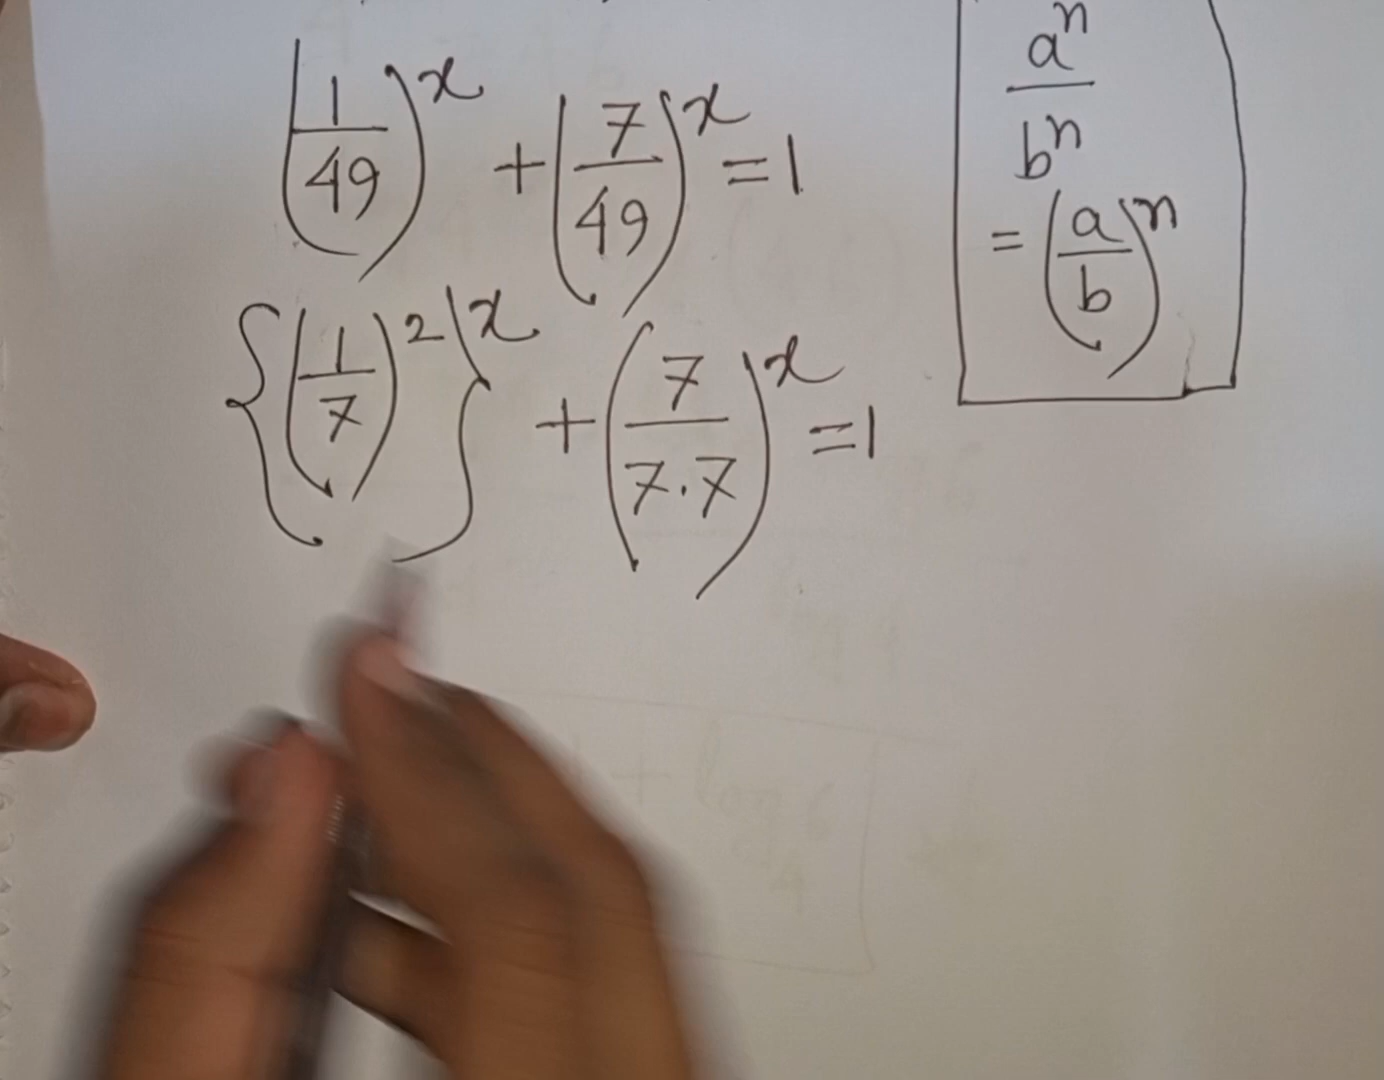 (1/49)^x + (7/49)^x = 1
{(1/7)^2}^x + (7/7.7)^x = 1
a^n
b^n
= (a/b)^n